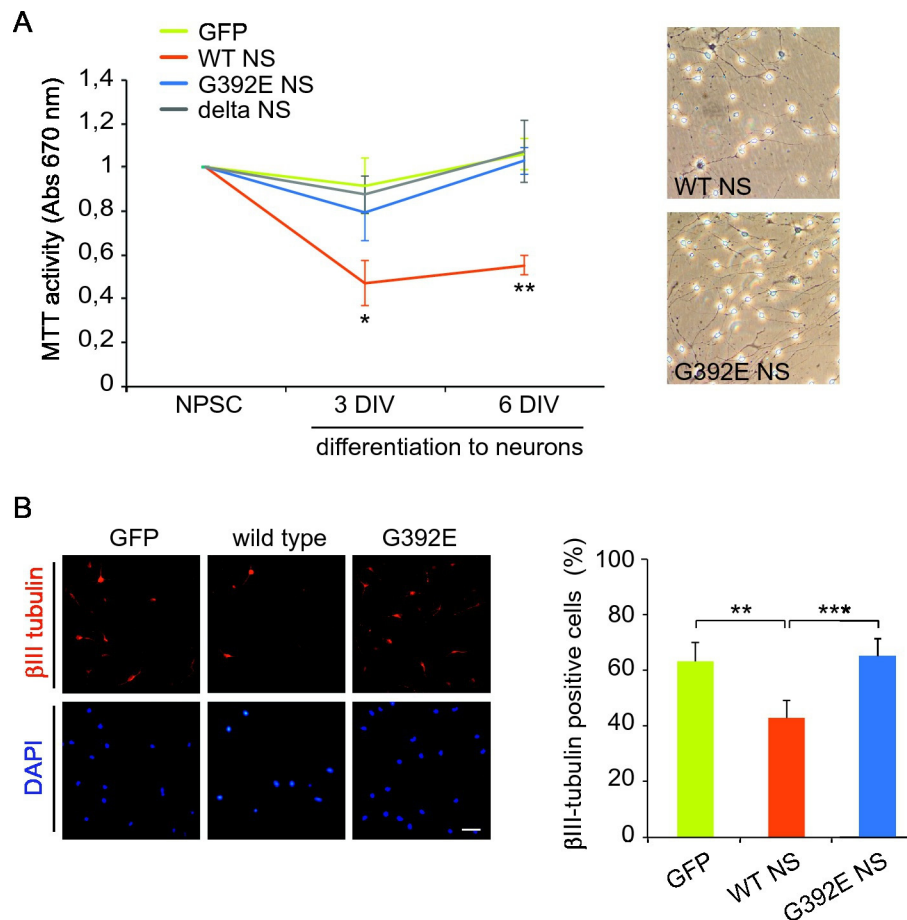 A
GFP
WT NS
G392E NS
delta NS
1,4
1,2
1
0.8
0.6
0.4
0.2
0
MTT activity (Abs 670 nm)
*
**
NPSC
3 DIV
6 DIV
differentiation to neurons
WT NS
G392E NS
B
GFP
wild type
G392E
βIII tubulin
DAPI
βIII-tubulin positive cells (%)
100
80
60
40
20
0
**
***
GFP
WT NS
G392E NS